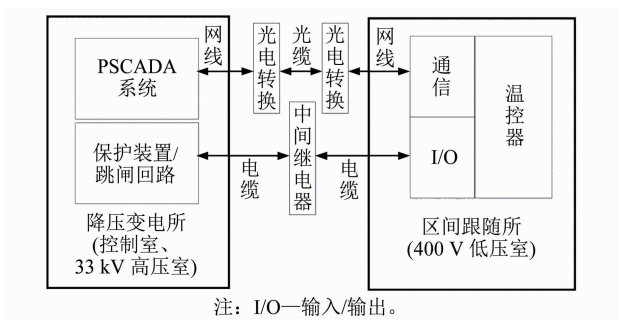 PSCADA
系统
网线
光电转换
光缆
光电转换
网线
通信
温控器
保护装置/
跳闸回路
电缆
中间继电器
电缆
I/O
降压变电所
(控制室、
33 kV 高压室)
区间跟随所
(400 V 低压室)
注：I/O—输入/输出。